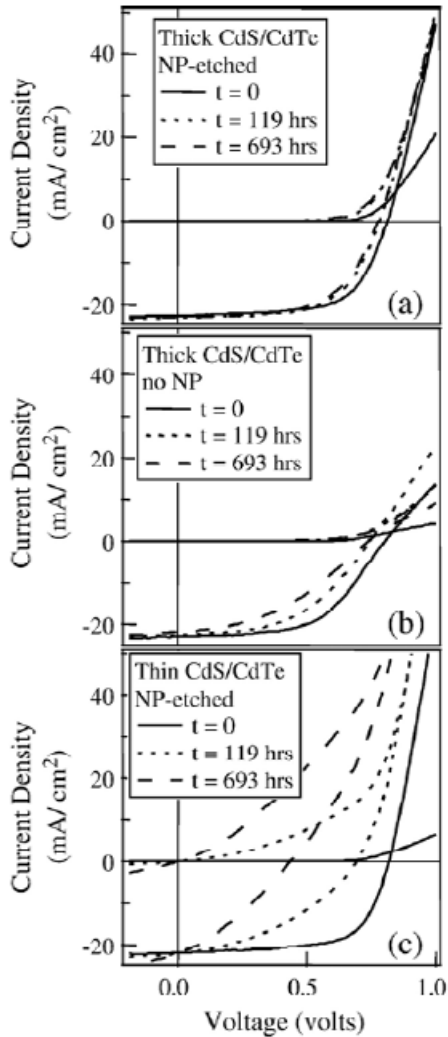 Thick CdS/CdTe
NP-etched
t = 0
t = 119 hrs
t = 693 hrs
40
20
0
-20
Current Density
(mA/ cm²)
(a)
Thick CdS/CdTe
no NP
t = 0
t = 119 hrs
t = 693 hrs
40
20
0
-20
Current Density
(mA/ cm²)
(b)
Thin CdS/CdTe
NP-etched
t = 0
t = 119 hrs
t = 693 hrs
40
20
0
-20
Current Density
(mA/ cm²)
(c)
0.0 0.5 1.0
Voltage (volts)